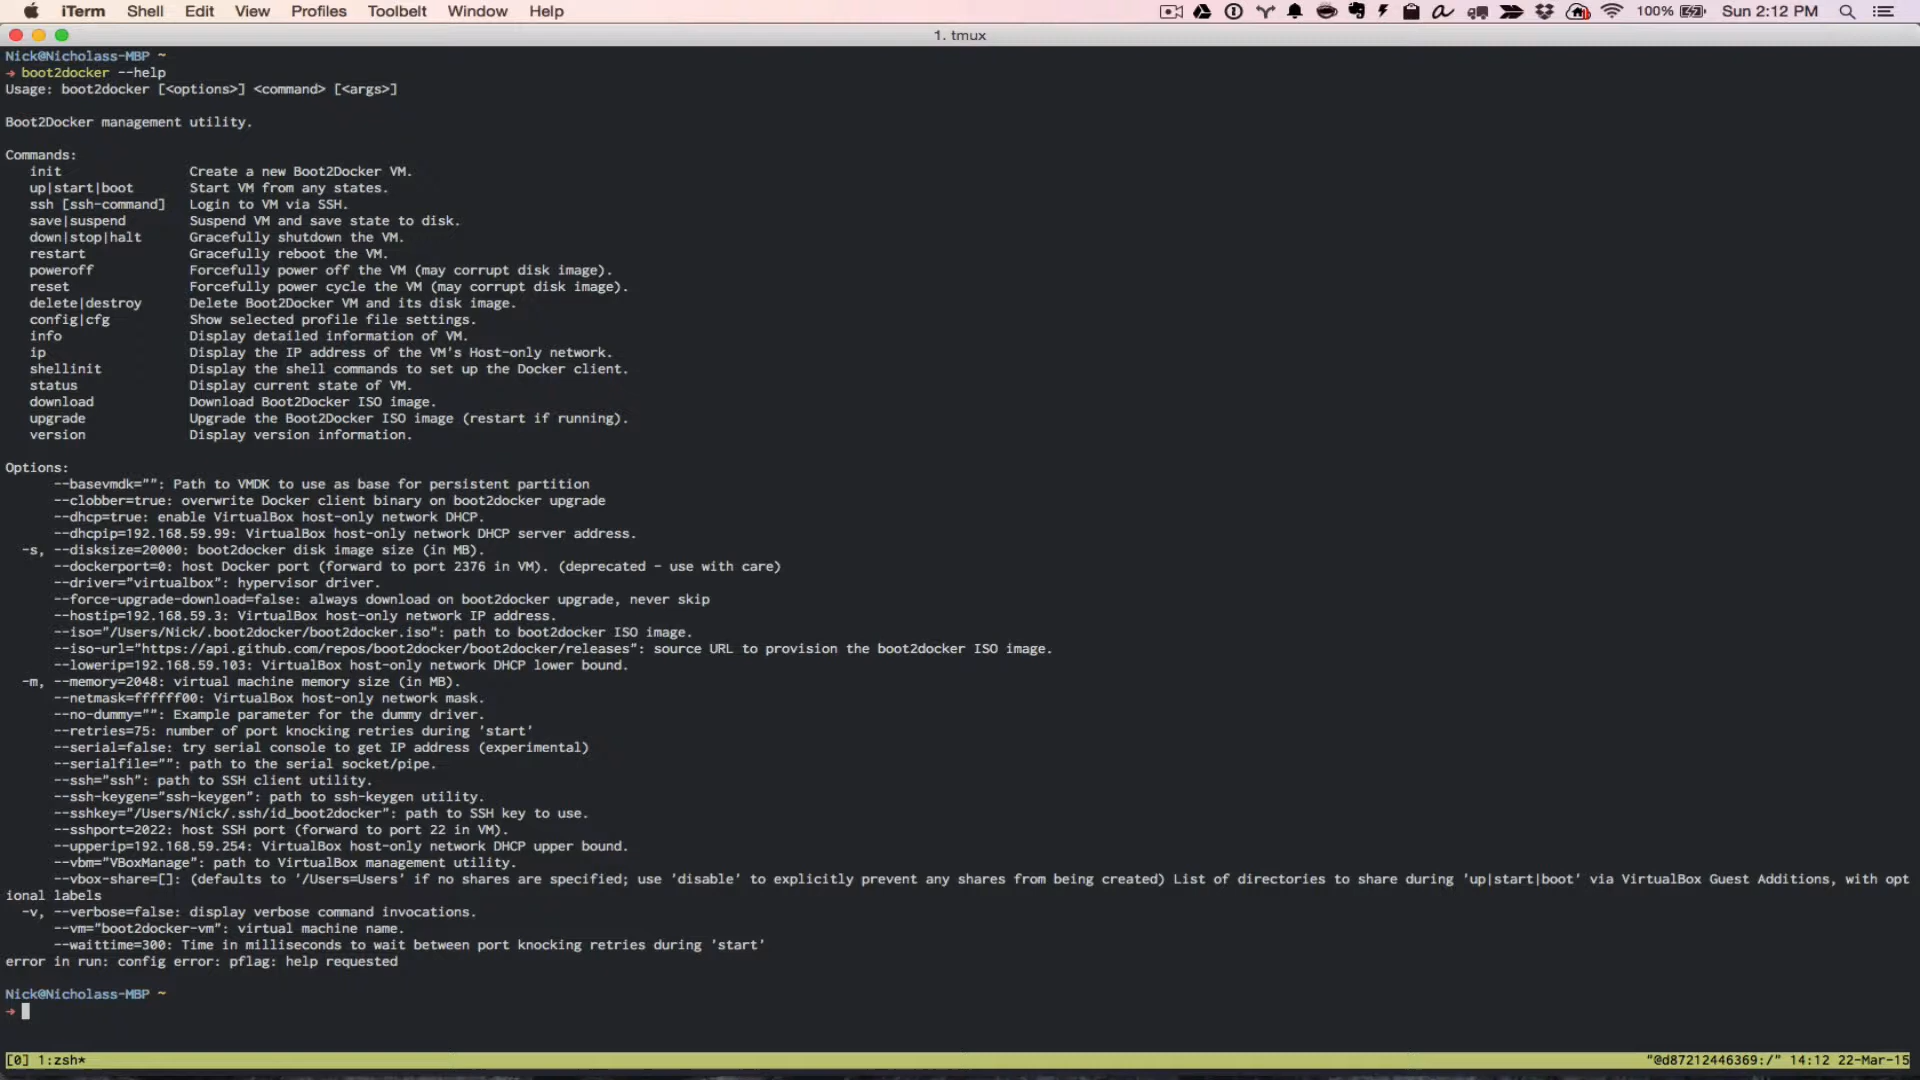 iTerm Shell Edit View Profiles Toolbelt Window Help 100% Sun 2:12 PM
1. tmux
Nick@Nicholass-MBP ~
→ boot2docker --help
Usage: boot2docker [<options>] <command> [<args>]
Boot2Docker management utility.
Commands:
init Create a new Boot2Docker VM.
up|start|boot Start VM from any states.
ssh [ssh-command] Login to VM via SSH.
save|suspend Suspend VM and save state to disk.
down|stop|halt Gracefully shutdown the VM.
restart Gracefully reboot the VM.
poweroff Forcefully power off the VM (may corrupt disk image).
reset Forcefully power cycle the VM (may corrupt disk image).
delete|destroy Delete Boot2Docker VM and its disk image.
config|cfg Show selected profile file settings.
info Display detailed information of VM.
ip Display the IP address of the VM's Host-only network.
shellinit Display the shell commands to set up the Docker client.
status Display current state of VM.
download Download Boot2Docker ISO image.
upgrade Upgrade the Boot2Docker ISO image (restart if running).
version Display version information.
Options:
--basevmdk="": Path to VMDK to use as base for persistent partition
--clobber=true: overwrite Docker client binary on boot2docker upgrade
--dhcp=true: enable VirtualBox host-only network DHCP.
--dhcpip=192.168.59.99: VirtualBox host-only network DHCP server address.
-s, --disksize=20000: boot2docker disk image size (in MB).
--dockerport=0: host Docker port (forward to port 2376 in VM). (deprecated - use with care)
--driver="virtualbox": hypervisor driver.
--force-upgrade-download=false: always download on boot2docker upgrade, never skip
--hostip=192.168.59.3: VirtualBox host-only network IP address.
--iso="/Users/Nick/.boot2docker/boot2docker.iso": path to boot2docker ISO image.
--iso-url="https://api.github.com/repos/boot2docker/boot2docker/releases": source URL to provision the boot2docker ISO image.
--lowerip=192.168.59.103: VirtualBox host-only network DHCP lower bound.
-m, --memory=2048: virtual machine memory size (in MB).
--netmask=ffffff00: VirtualBox host-only network mask.
--no-dummy="": Example parameter for the dummy driver.
--retries=75: number of port knocking retries during 'start'
--serial=false: try serial console to get IP address (experimental)
--serialfile="": path to the serial socket/pipe.
--ssh="ssh": path to SSH client utility.
--ssh-keygen="ssh-keygen": path to ssh-keygen utility.
--sshkey="/Users/Nick/.ssh/id_boot2docker": path to SSH key to use.
--sshport=2022: host SSH port (forward to port 22 in VM).
--upperip=192.168.59.254: VirtualBox host-only network DHCP upper bound.
--vbm="VBoxManage": path to VirtualBox management utility.
--vbox-share=[]: (defaults to '/Users=Users' if no shares are specified; use 'disable' to explicitly prevent any shares from being created) List of directories to share during 'up|start|boot' via VirtualBox Guest Additions, with opt
ional labels
-v, --verbose=false: display verbose command invocations.
--vm="boot2docker-vm": virtual machine name.
--waittime=300: Time in milliseconds to wait between port knocking retries during 'start'
error in run: config error: pflag: help requested
Nick@Nicholass-MBP ~
→
[0] 1:zsh* "@d87212446369:/" 14:12 22-Mar-15